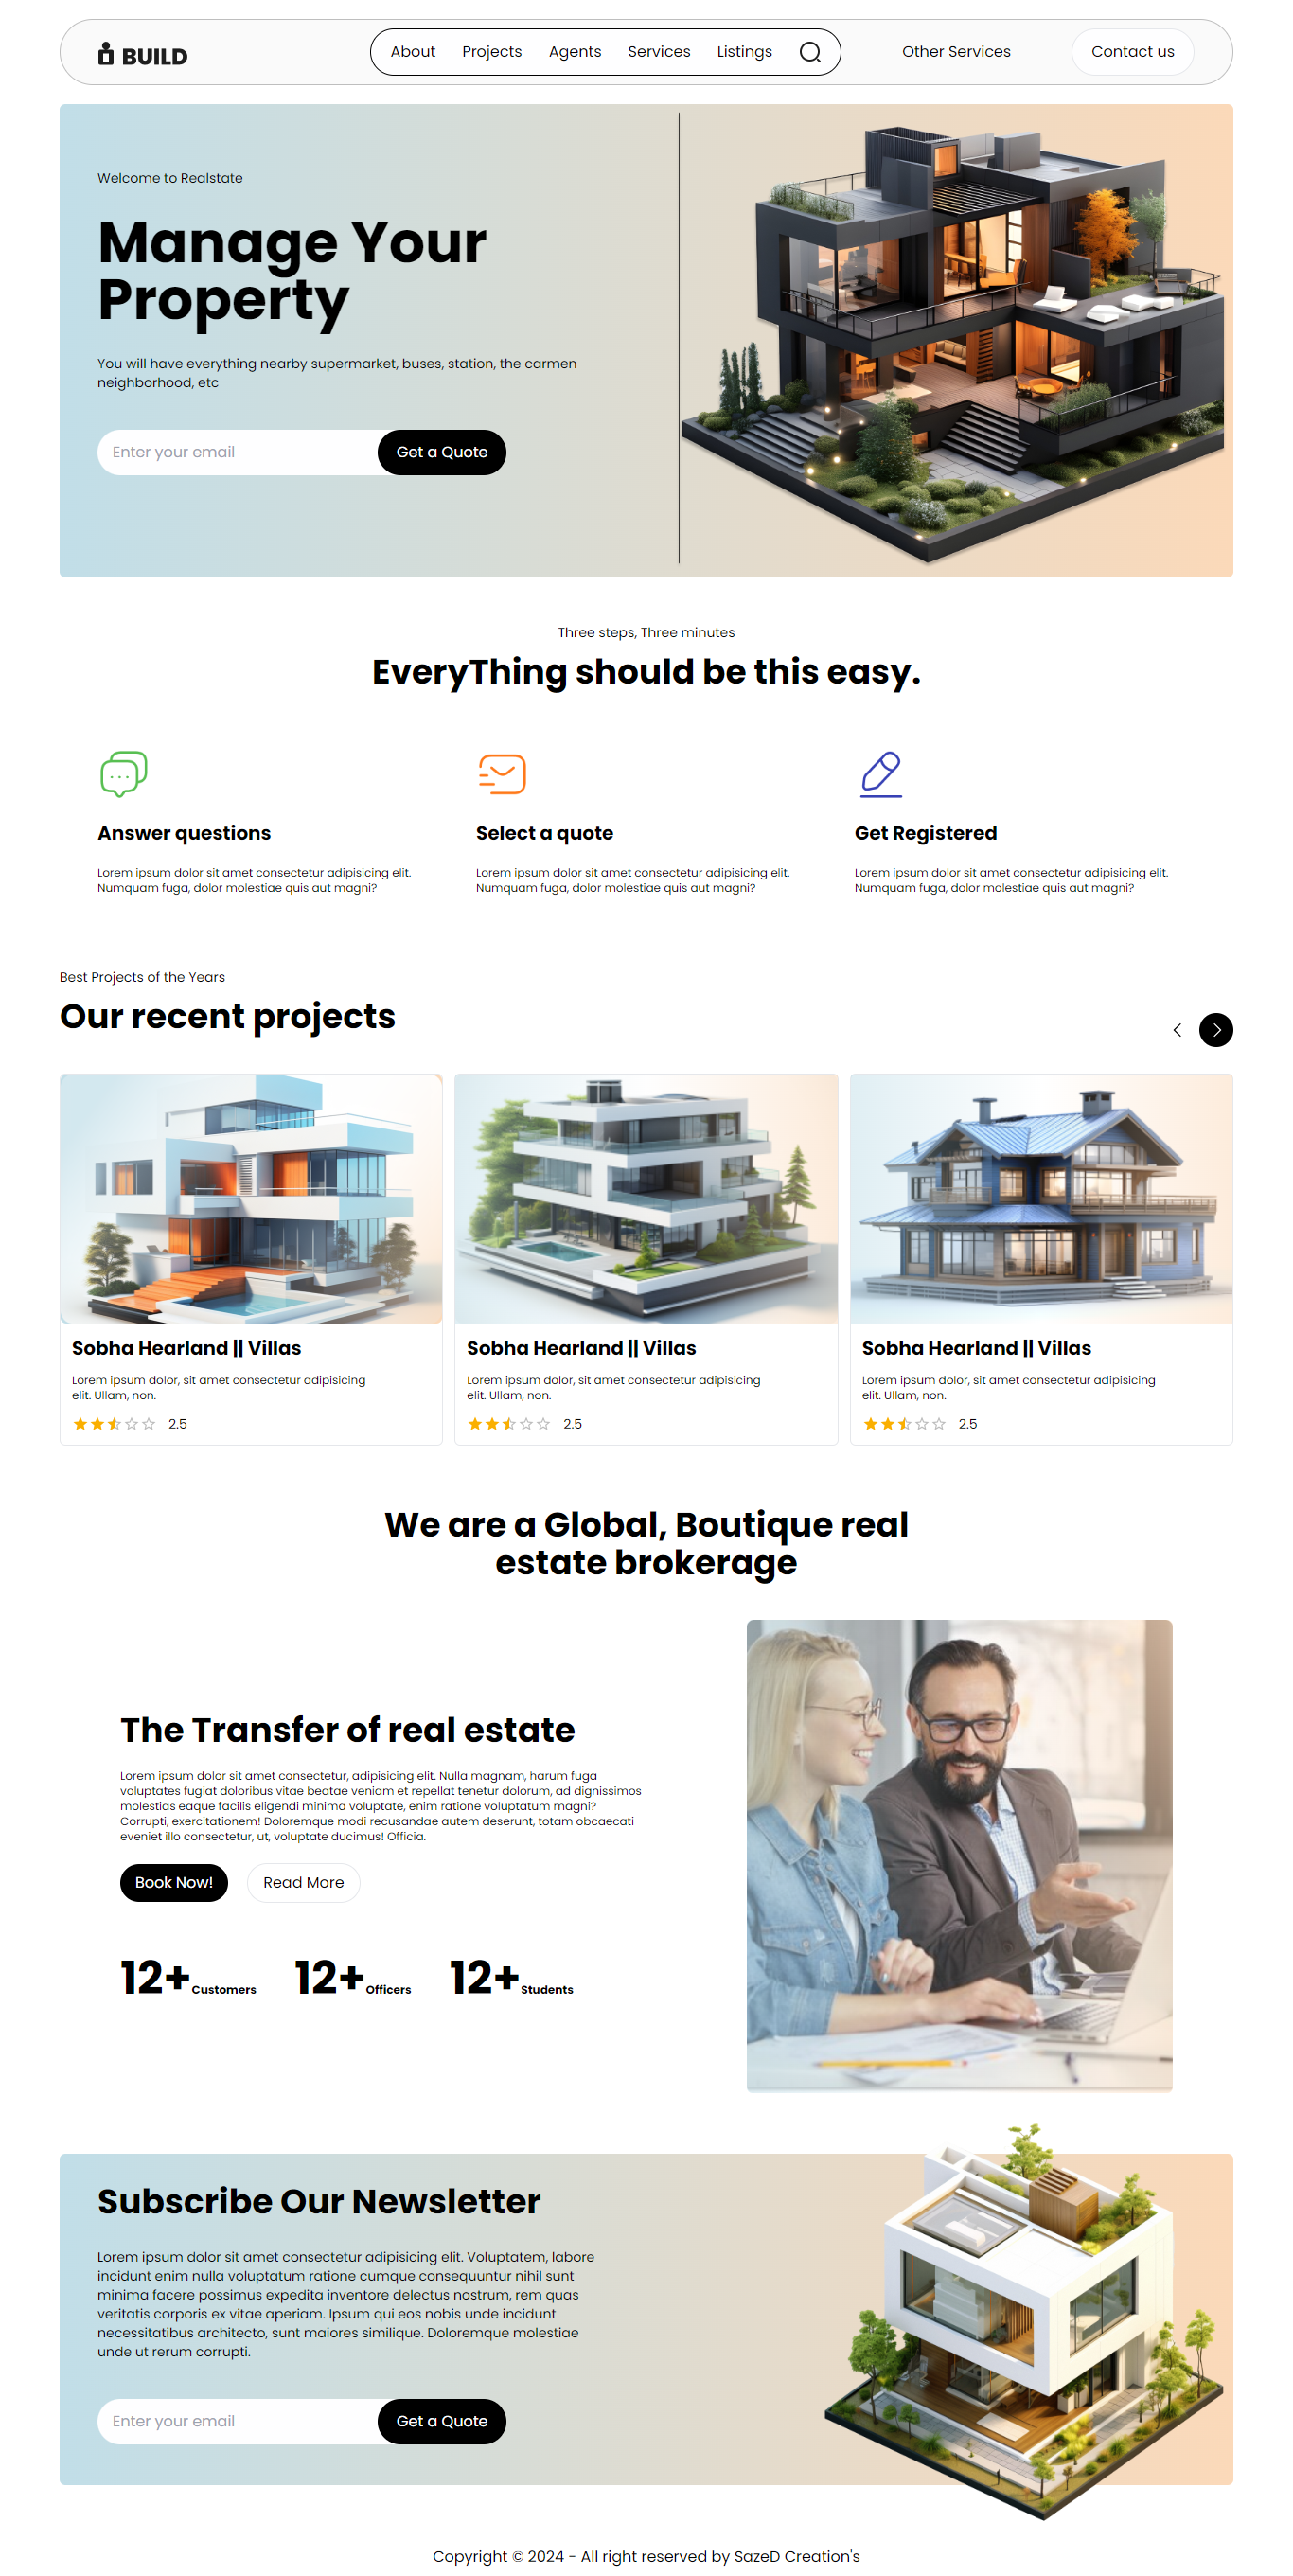 BUILD
About Projects Agents Services Listings
Other Services
Contact us
Welcome to Realstate
Manage Your
Property
You will have everything nearby supermarket, buses, station, the carmen
neighborhood, etc
Enter your email
Get a Quote
Three steps, Three minutes
EveryThing should be this easy.
Answer questions
Lorem ipsum dolor sit amet consectetur adipisicing elit.
Numquam fuga, dolor molestiae quis aut magni?
Select a quote
Lorem ipsum dolor sit amet consectetur adipisicing elit.
Numquam fuga, dolor molestiae quis aut magni?
Get Registered
Lorem ipsum dolor sit amet consectetur adipisicing elit.
Numquam fuga, dolor molestiae quis aut magni?
Best Projects of the Years
Our recent projects
Sobha Hearland || Villas
Lorem ipsum dolor, sit amet consectetur adipisicing
elit. Ullam, non.
2.5
Sobha Hearland || Villas
Lorem ipsum dolor, sit amet consectetur adipisicing
elit. Ullam, non.
2.5
Sobha Hearland || Villas
Lorem ipsum dolor, sit amet consectetur adipisicing
elit. Ullam, non.
2.5
We are a Global, Boutique real
estate brokerage
The Transfer of real estate
Lorem ipsum dolor sit amet consectetur, adipisicing elit. Nulla magnam, harum fuga
voluptates fugiat doloribus vitae beatae veniam et repellat tenetur dolorum, ad dignissimos
molestias eaque facilis eligendi minima voluptate, enim ratione voluptatum magni?
Corrupti, exercitationem! Doloremque modi recusandae autem deserunt, totam obcaecati
eveniet illo consectetur, ut, voluptate ducimus! Officia.
Book Now!
Read More
12+Customers
12+Officers
12+Students
Subscribe Our Newsletter
Lorem ipsum dolor sit amet consectetur adipisicing elit. Voluptatem, labore
incidunt enim nulla voluptatum ratione cumque consequuntur nihil sunt
minima facere possimus expedita inventore delectus nostrum, rem quas
veritatis corporis ex vitae aperiam. Ipsum qui eos nobis unde incidunt
necessitatibus architecto, sunt maiores similique. Doloremque molestiae
unde ut rerum corrupti.
Enter your email
Get a Quote
Copyright © 2024 - All right reserved by SazeD Creation's